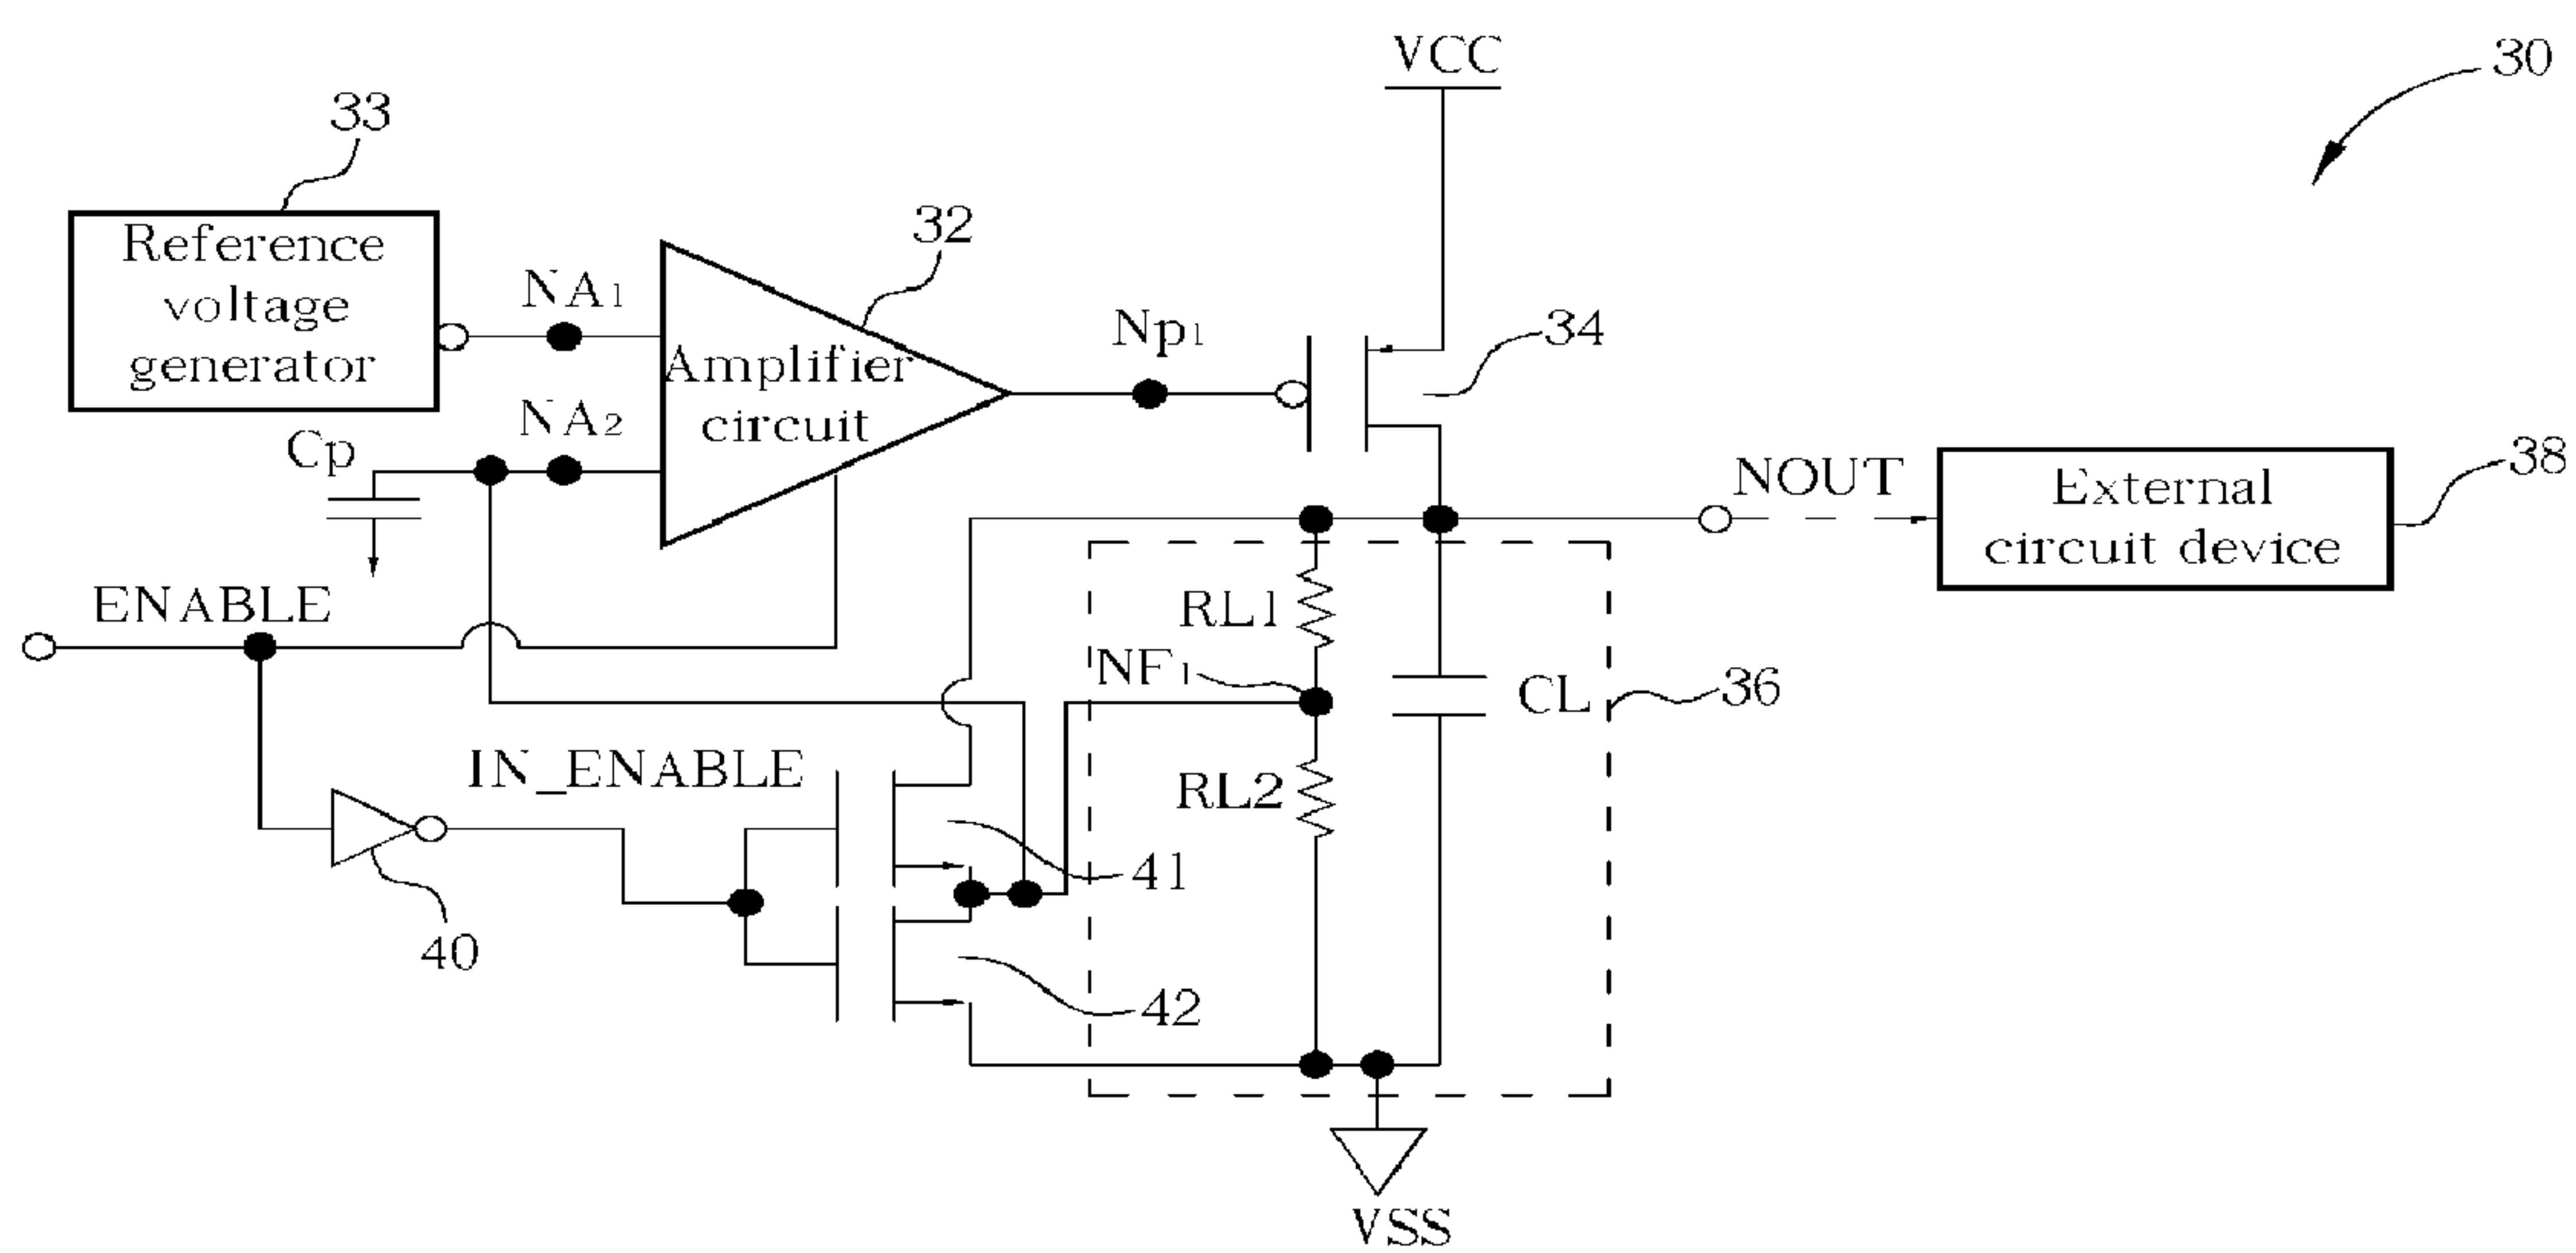 VCC
30
33
Reference
voltage
generator
32
NA1
Np1
34
Amplifier
circuit
NA2
Cp
NOUT
External
circuit device
38
ENABLE
RL1
NF1
CL
36
IN_ENABLE
RL2
41
40
42
VSS